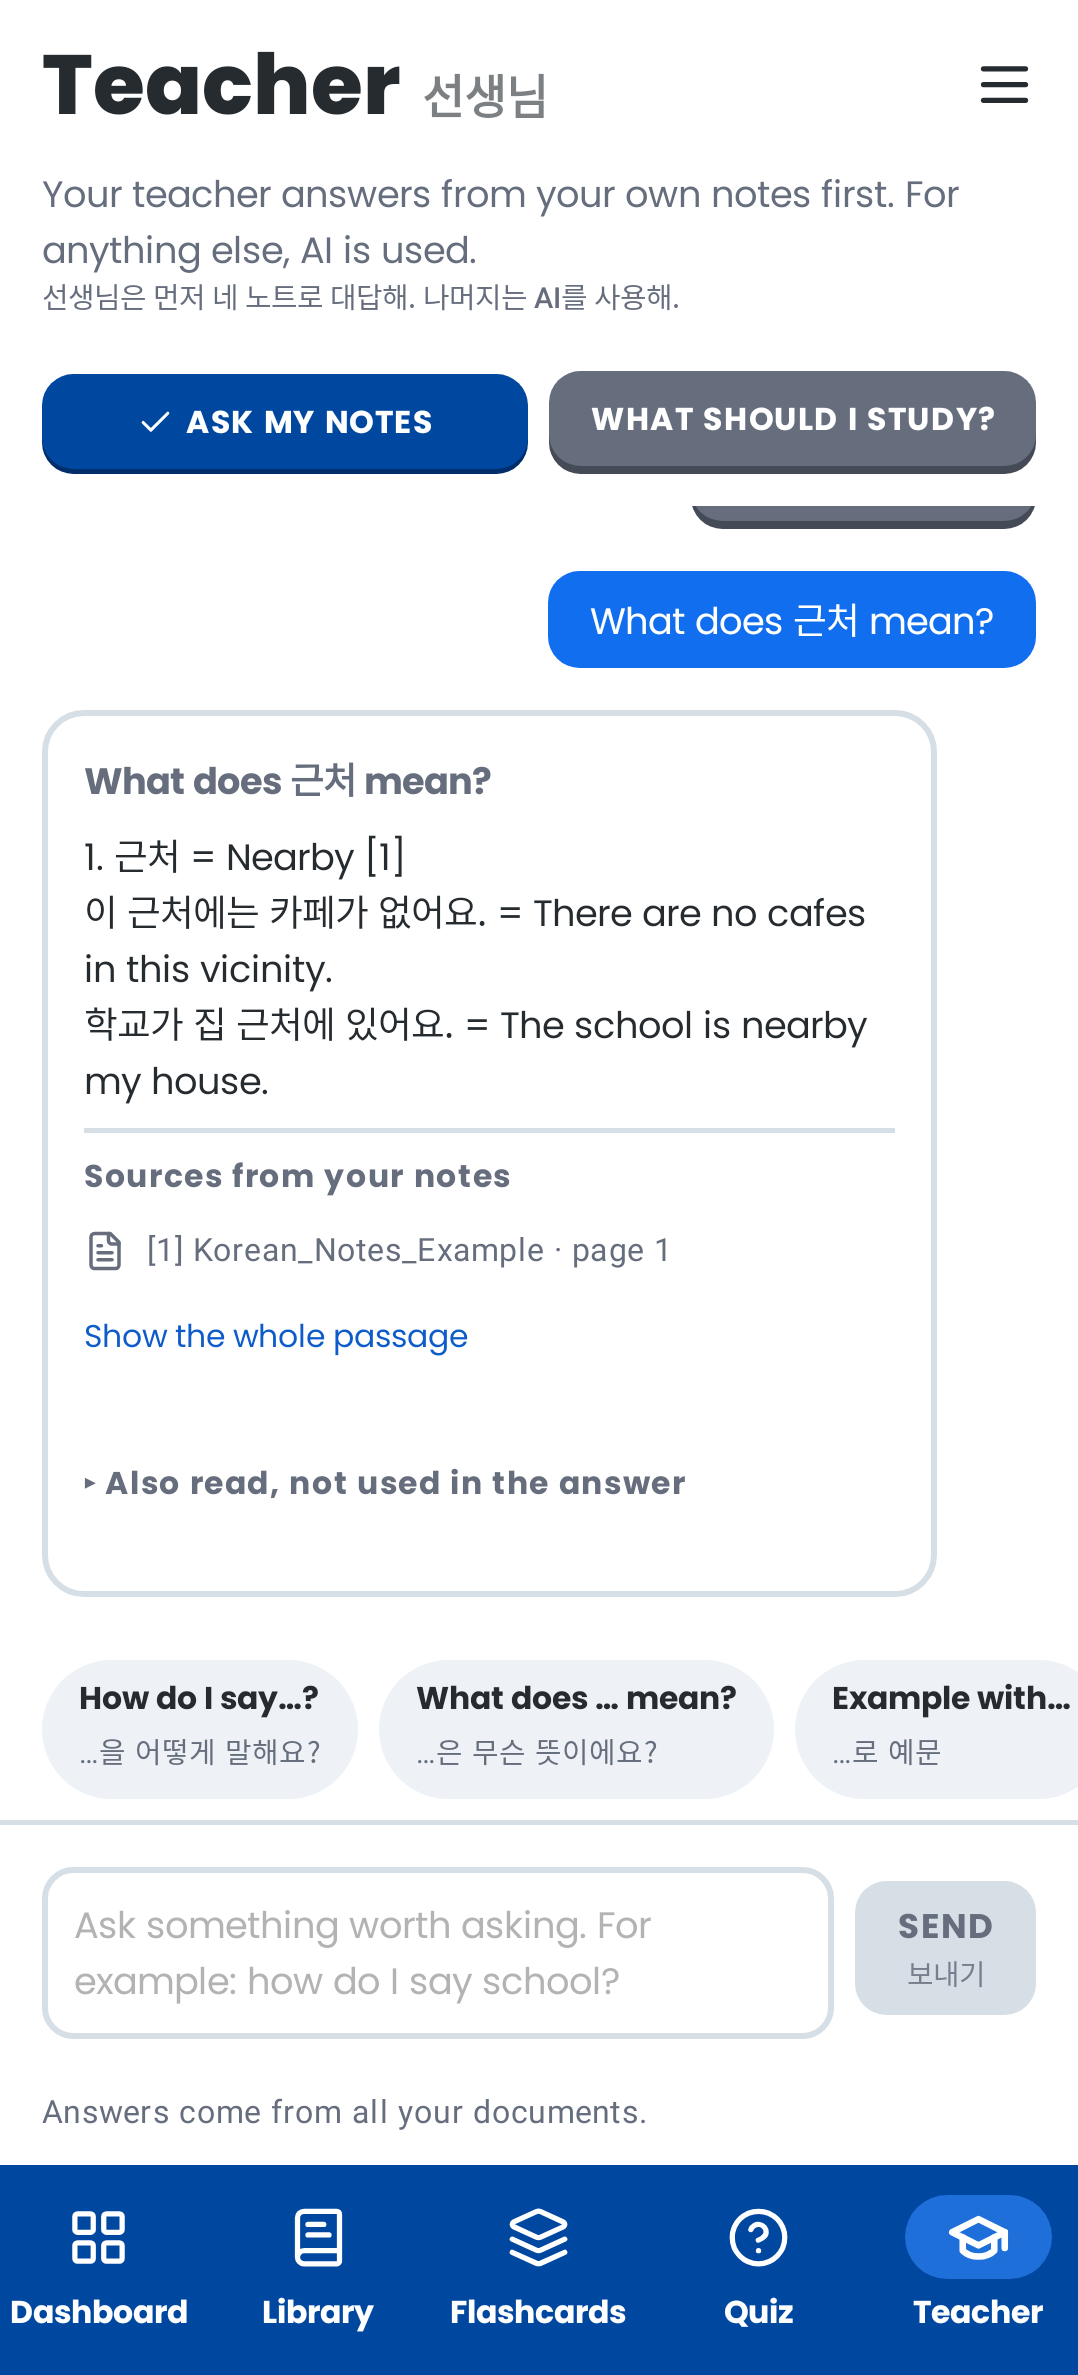 Teacher 선생님
Your teacher answers from your own notes first. For
anything else, AI is used.
선생님은 먼저 네 노트로 대답해. 나머지는 AI를 사용해.
ASK MY NOTES
WHAT SHOULD I STUDY?
What does 근처 mean?
What does 근처 mean?
1. 근처 = Nearby [1]
이 근처에는 카페가 없어요. = There are no cafes
in this vicinity.
학교가 집 근처에 있어요. = The school is nearby
my house.
Sources from your notes
[1] Korean_Notes_Example · page 1
Show the whole passage
▸ Also read, not used in the answer
How do I say...?
...을 어떻게 말해요?
What does ... mean?
...은 무슨 뜻이에요?
Example with...
...로 예문
Ask something worth asking. For
example: how do I say school?
SEND
보내기
Answers come from all your documents.
Dashboard
Library
Flashcards
Quiz
Teacher